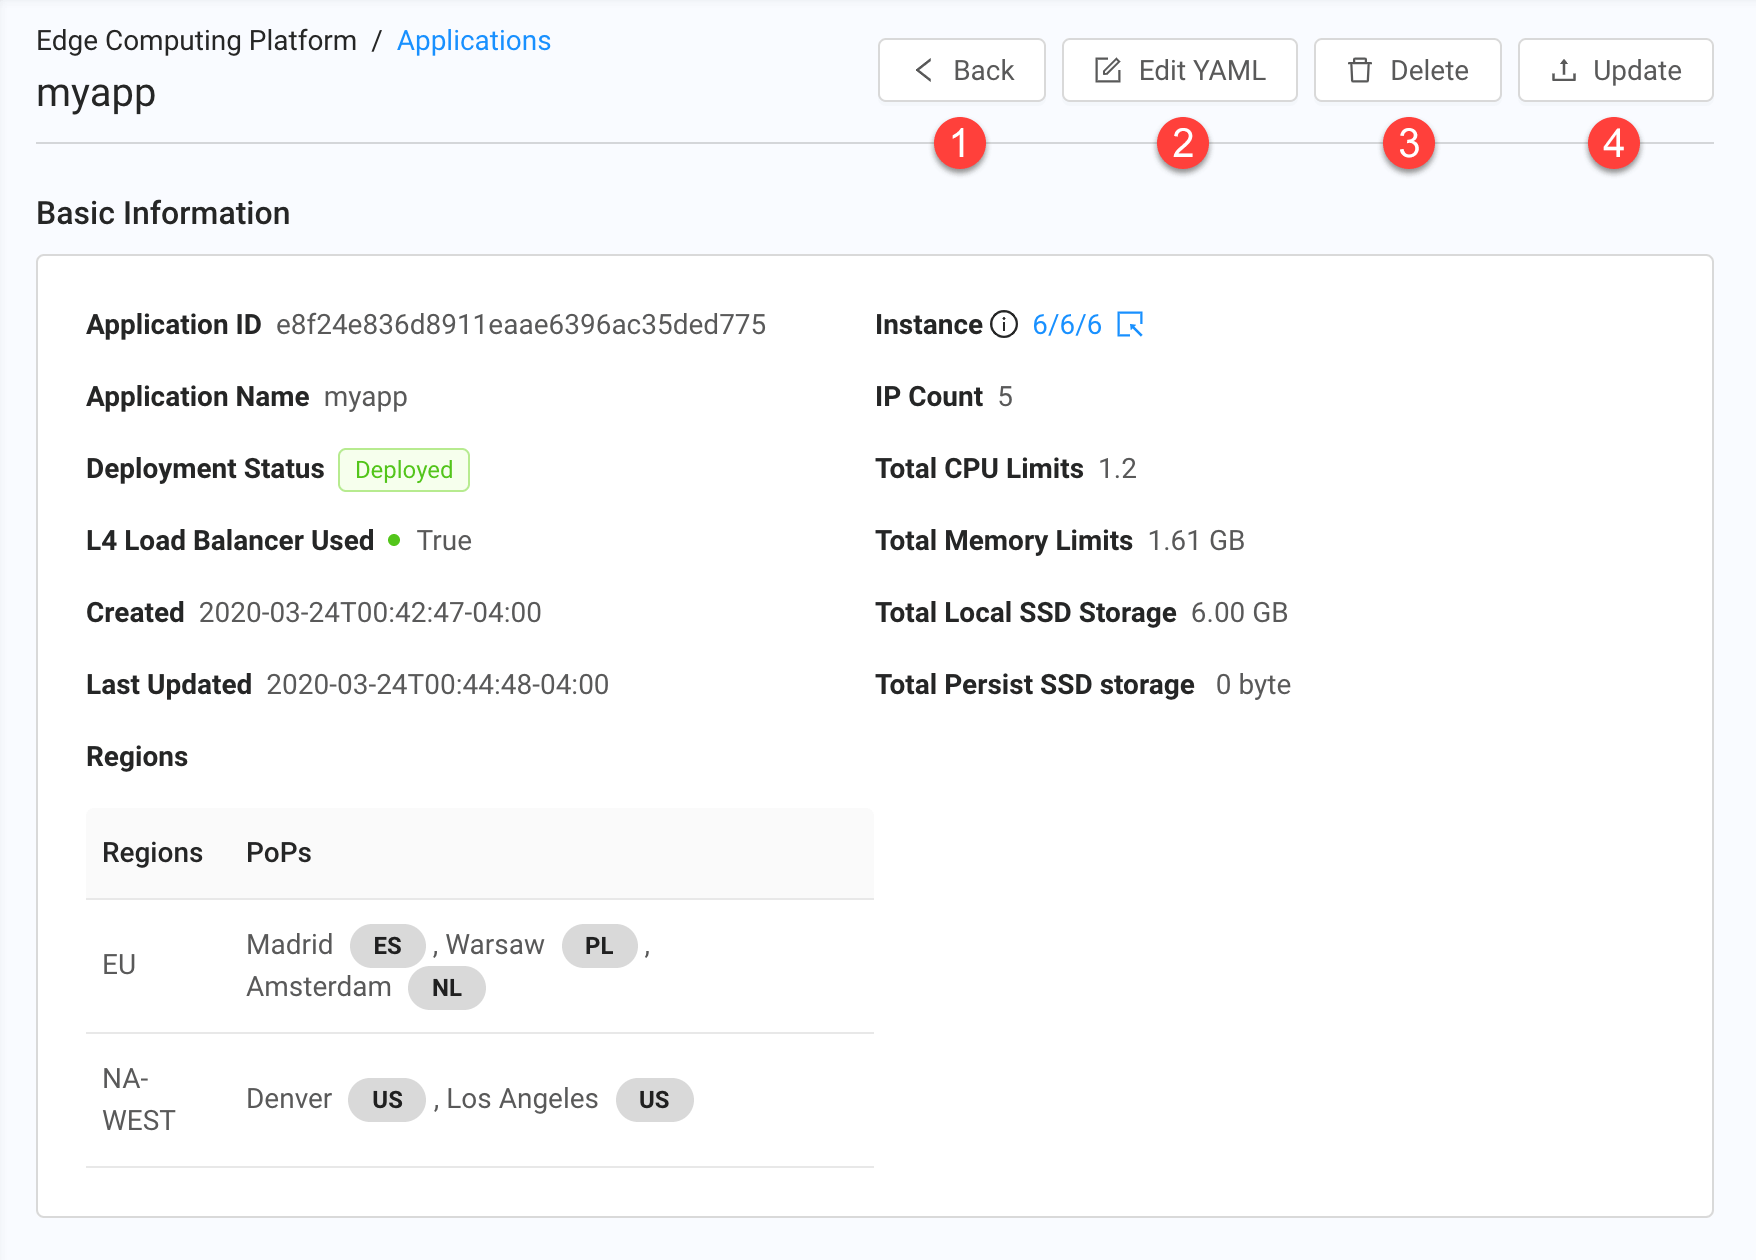 Edge Computing Platform / Applications
myapp
Back
Edit YAML
Delete
Update
1
2
3
4
Basic Information
Application ID e8f24e836d8911eaae6396ac35ded775
Instance 6/6/6
Application Name myapp
IP Count 5
Deployment Status Deployed
Total CPU Limits 1.2
L4 Load Balancer Used True
Total Memory Limits 1.61 GB
Created 2020-03-24T00:42:47-04:00
Total Local SSD Storage 6.00 GB
Last Updated 2020-03-24T00:44:48-04:00
Total Persist SSD storage 0 byte
Regions
Regions PoPs
EU
Madrid ES , Warsaw PL ,
Amsterdam NL
NA-
WEST
Denver US , Los Angeles US